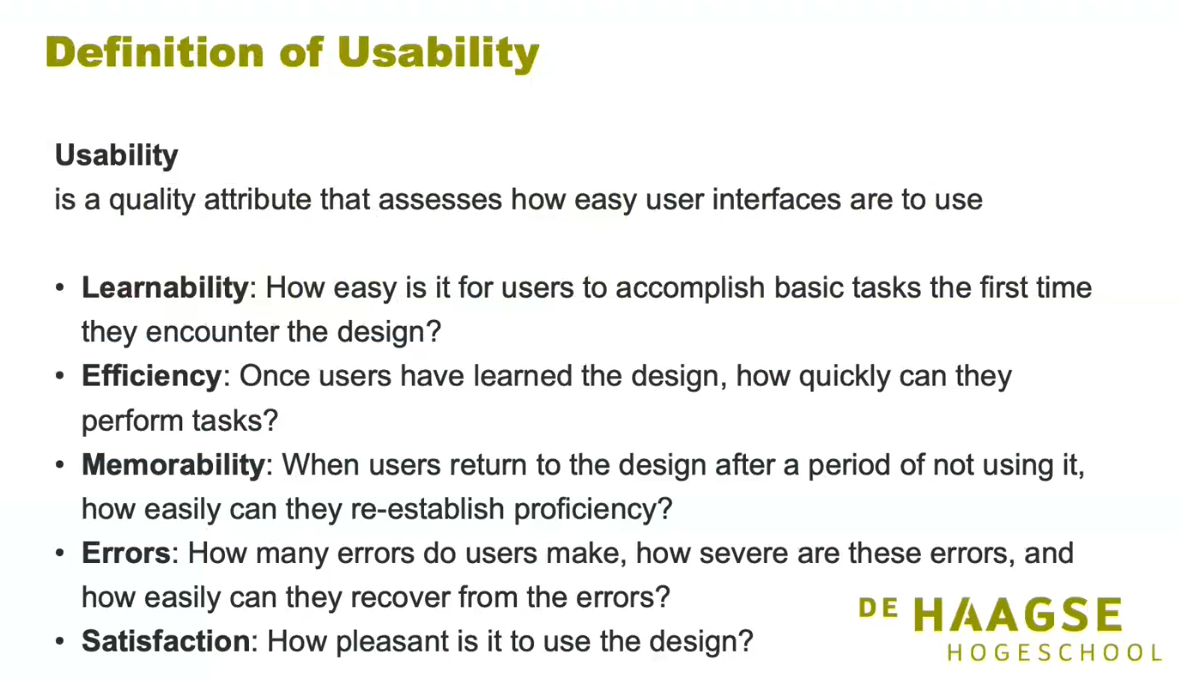 Definition of Usability
Usability
is a quality attribute that assesses how easy user interfaces are to use
• Learnability: How easy is it for users to accomplish basic tasks the first time
they encounter the design?
• Efficiency: Once users have learned the design, how quickly can they
perform tasks?
• Memorability: When users return to the design after a period of not using it,
how easily can they re-establish proficiency?
• Errors: How many errors do users make, how severe are these errors, and
how easily can they recover from the errors?
• Satisfaction: How pleasant is it to use the design?
DE HAAGSE
HOGESCHOOL